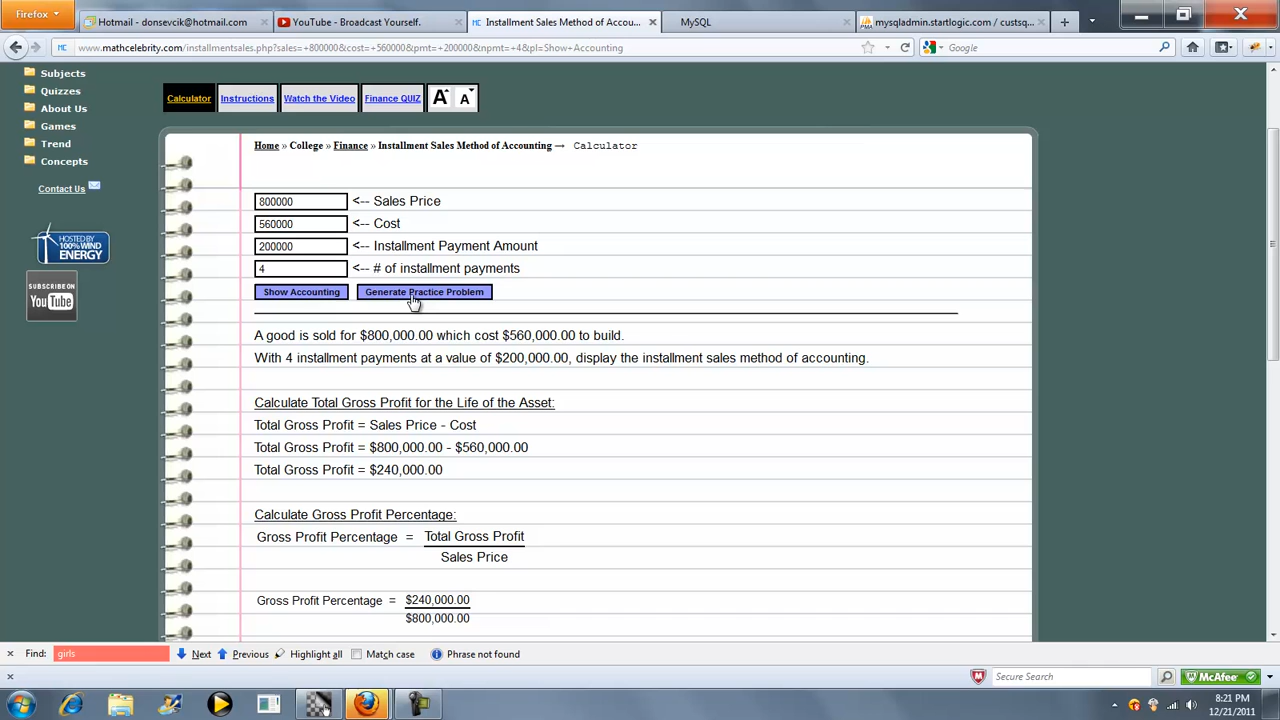 Firefox
Hotmail - donsevcik@hotmail.com
YouTube - Broadcast Yourself.
Installment Sales Method of Accou...
MySQL
mysqladmin.startlogic.com / custsq...
www.mathcelebrity.com/installmentsales.php?sales= +800000&cost= +560000&pmt= +200000&npmt= +4&pl=Show+Accounting
Google
Subjects
Quizzes
About Us
Games
Trend
Concepts
Contact Us
HOSTED BY
100% WIND
ENERGY
SUBSCRIBE ON
YouTube
Calculator
Instructions
Watch the Video
Finance QUIZ
A
A
Home » College » Finance » Installment Sales Method of Accounting→ Calculator
800000 <-- Sales Price
560000 <-- Cost
200000 <-- Installment Payment Amount
4 <-- # of installment payments
Show Accounting
Generate Practice Problem
A good is sold for $800,000.00 which cost $560,000.00 to build.
With 4 installment payments at a value of $200,000.00, display the installment sales method of accounting.
Calculate Total Gross Profit for the Life of the Asset:
Total Gross Profit = Sales Price - Cost
Total Gross Profit = $800,000.00 - $560,000.00
Total Gross Profit = $240,000.00
Calculate Gross Profit Percentage:
Gross Profit Percentage = Total Gross Profit
Sales Price
Gross Profit Percentage = $240,000.00
$800,000.00
Find: girls Next Previous Highlight all Match case Phrase not found
Secure Search
McAfee
8:21 PM
12/21/2011